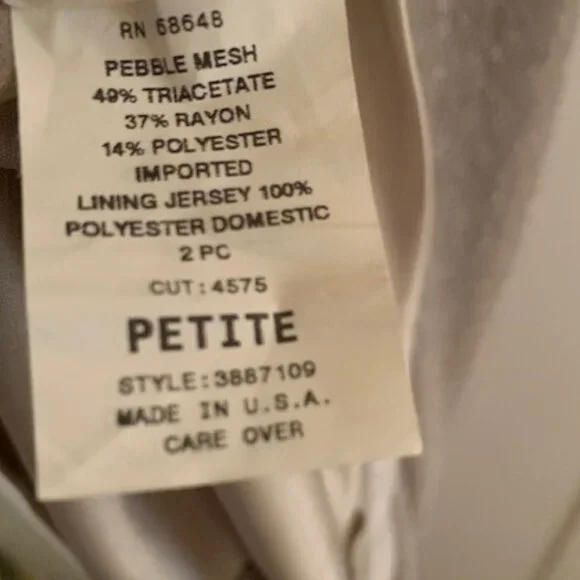 RN 68648
PEBBLE MESH
49% TRIACETATE
37% RAYON
14% POLYESTER
IMPORTED
LINING JERSEY 100%
POLYESTER DOMESTIC
2 PC
CUT: 4575
PETITE
STYLE:3887109
MADE IN U.S.A.
CARE OVER